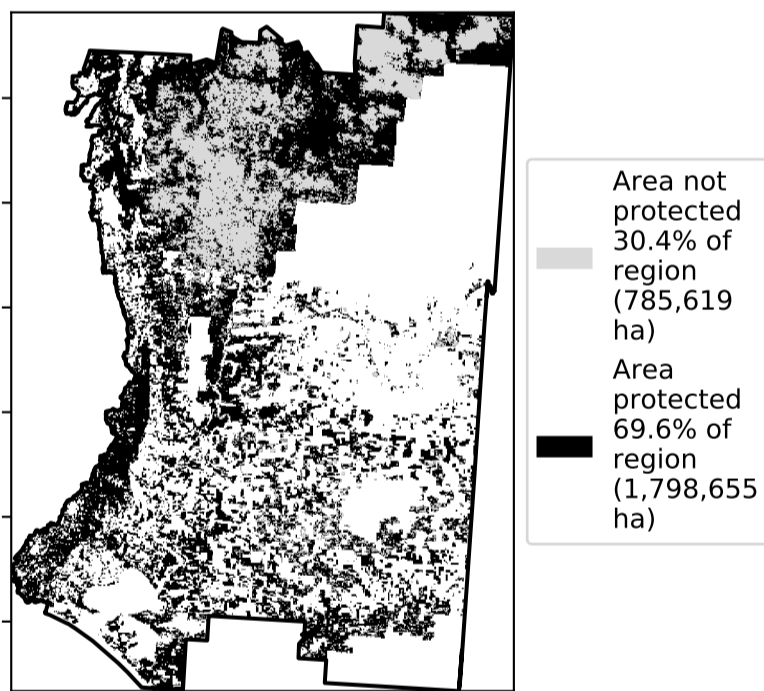 Area not
protected
30.4% of
region
(785,619
ha)
Area
protected
69.6% of
region
(1,798,655
ha)